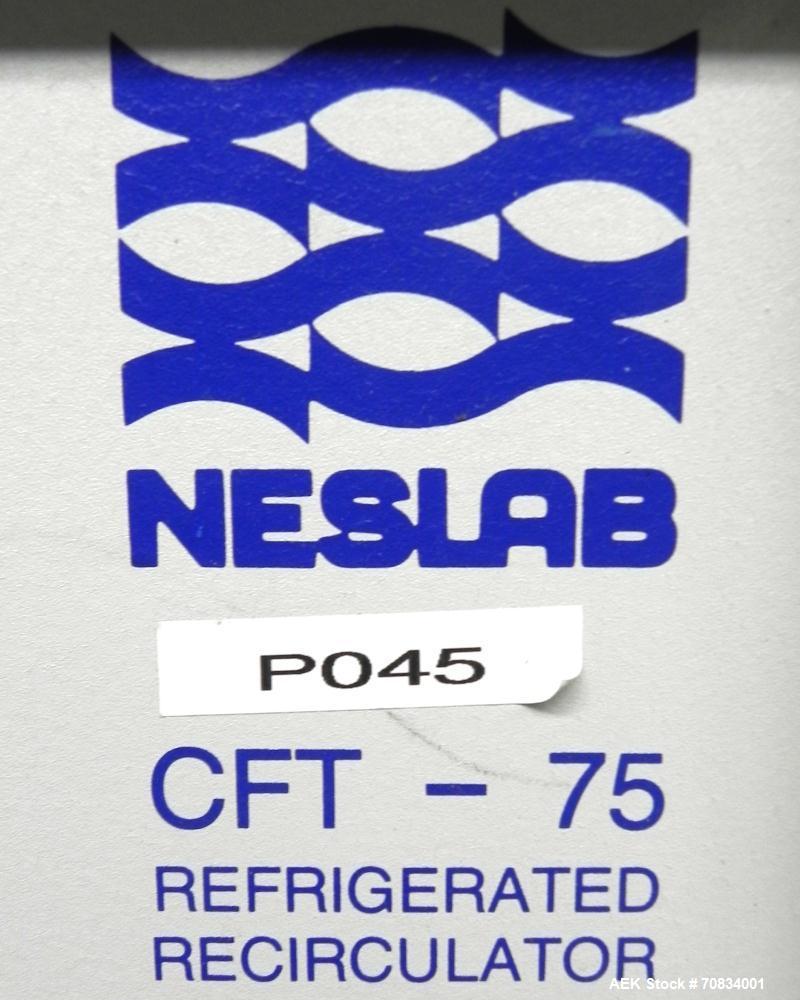 NESLAB
P045
CFT - 75
REFRIGERATED
RECIRCULATOR
AEK Stock # 70834001